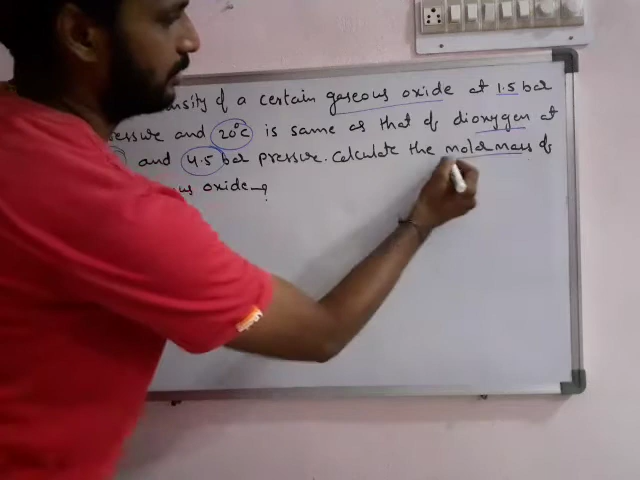 nsity of a certain gaseous oxide at 1.5 bar
essure and 20°C is same as that of dioxygen at
and 4.5 bar pressure. Calculate the molar mass of
us oxide-?